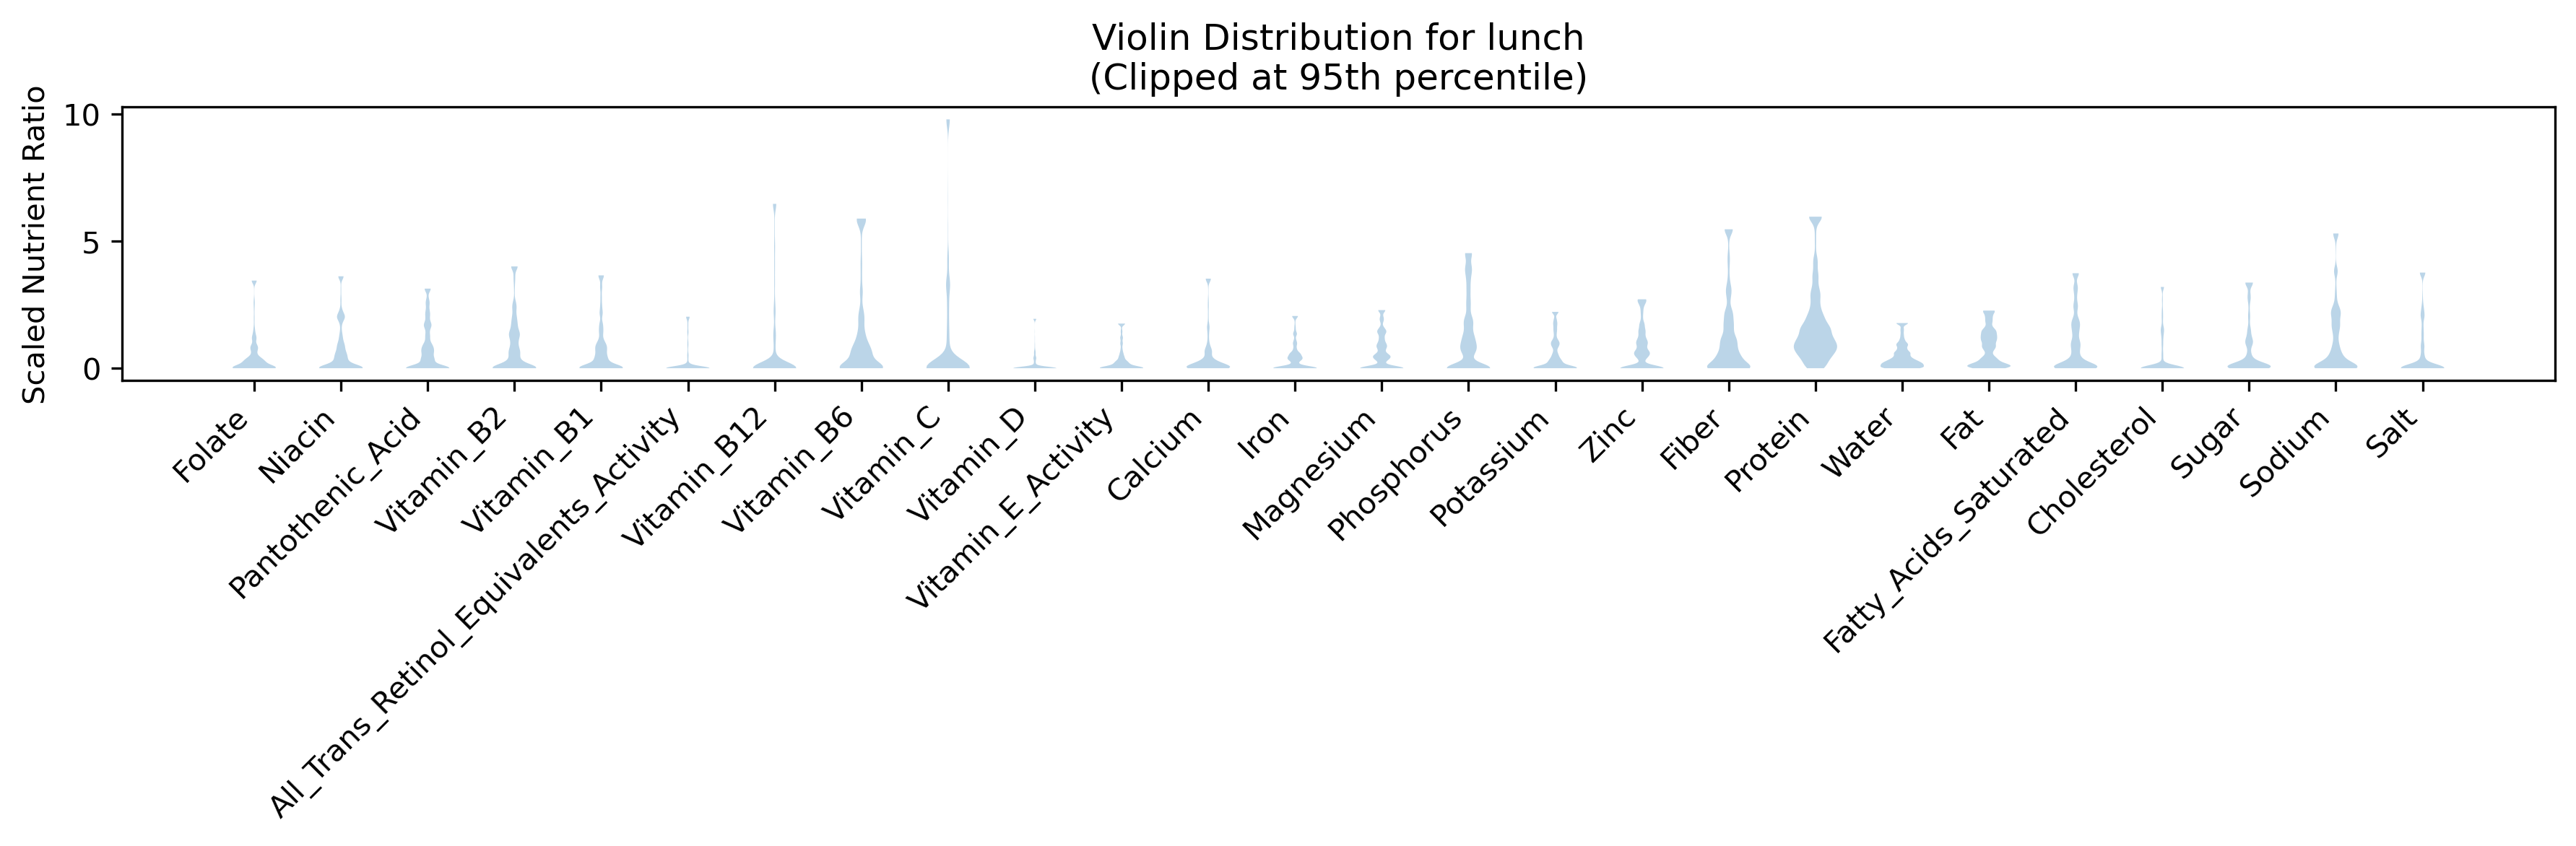 Violin Distribution for lunch
(Clipped at 95th percentile)
Scaled Nutrient Ratio
10
5
0
Folate
Niacin
Pantothenic_Acid
Vitamin_B2
Vitamin_B1
All_Trans_Retinol_Equivalents_Activity
Vitamin_B12
Vitamin_B6
Vitamin_C
Vitamin_D
Vitamin_E_Activity
Calcium
Iron
Magnesium
Phosphorus
Potassium
Zinc
Fiber
Protein
Water
Fat
Fatty_Acids_Saturated
Cholesterol
Sugar
Sodium
Salt